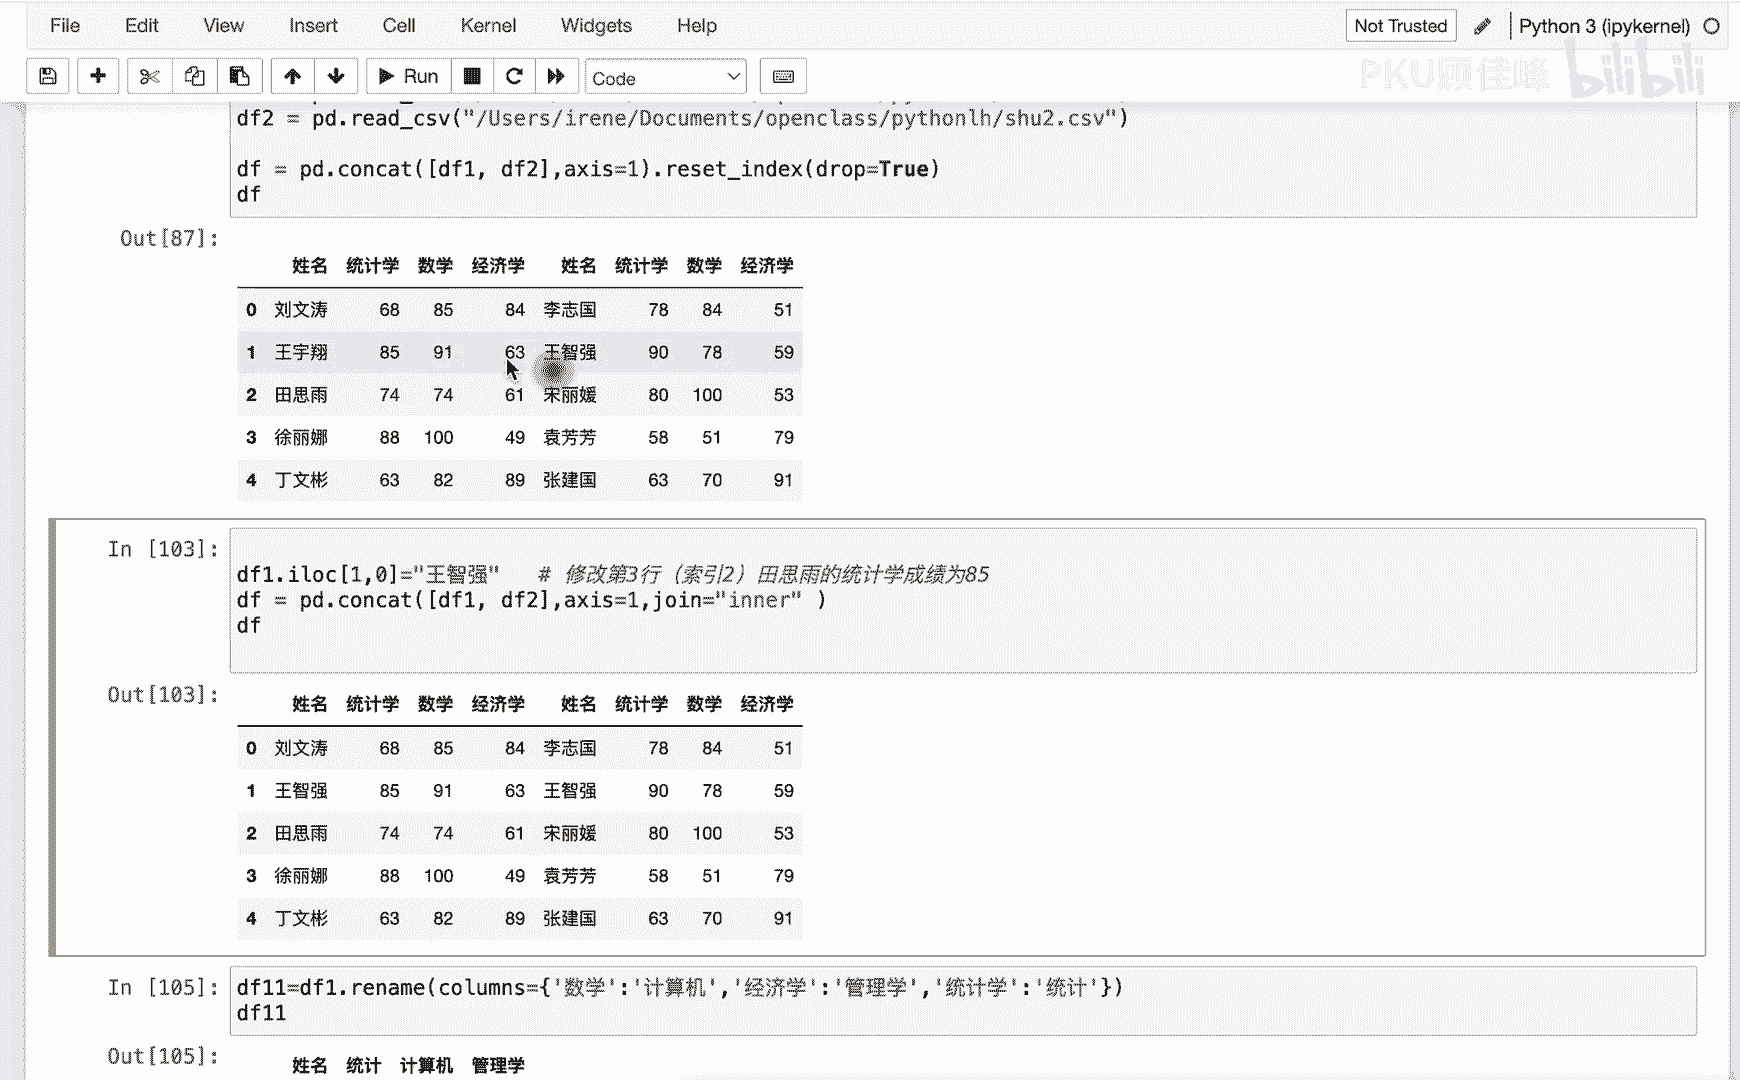 File Edit View Insert Cell Kernel Widgets Help Not Trusted Python 3 (ipykernel)
Run Code
PKU顾佳峰 bilibili
df2 = pd.read_csv("/Users/irene/Documents/openclass/pythonlh/shu2.csv")
df = pd.concat([df1, df2],axis=1).reset_index(drop=True)
df
Out[87]:
姓名 统计学 数学 经济学 姓名 统计学 数学 经济学
0 刘文涛 68 85 84 李志国 78 84 51
1 王宇翔 85 91 63 王智强 90 78 59
2 田思雨 74 74 61 宋丽媛 80 100 53
3 徐丽娜 88 100 49 袁芳芳 58 51 79
4 丁文彬 63 82 89 张建国 63 70 91
In [103]:
df1.iloc[1,0]="王智强" # 修改第3行（索引2）田思雨的统计学成绩为85
df = pd.concat([df1, df2],axis=1,join="inner" )
df
Out[103]:
姓名 统计学 数学 经济学 姓名 统计学 数学 经济学
0 刘文涛 68 85 84 李志国 78 84 51
1 王智强 85 91 63 王智强 90 78 59
2 田思雨 74 74 61 宋丽媛 80 100 53
3 徐丽娜 88 100 49 袁芳芳 58 51 79
4 丁文彬 63 82 89 张建国 63 70 91
In [105]: df11=df1.rename(columns={'数学':'计算机','经济学':'管理学','统计学':'统计'})
df11
Out[105]:
姓名 统计 计算机 管理学